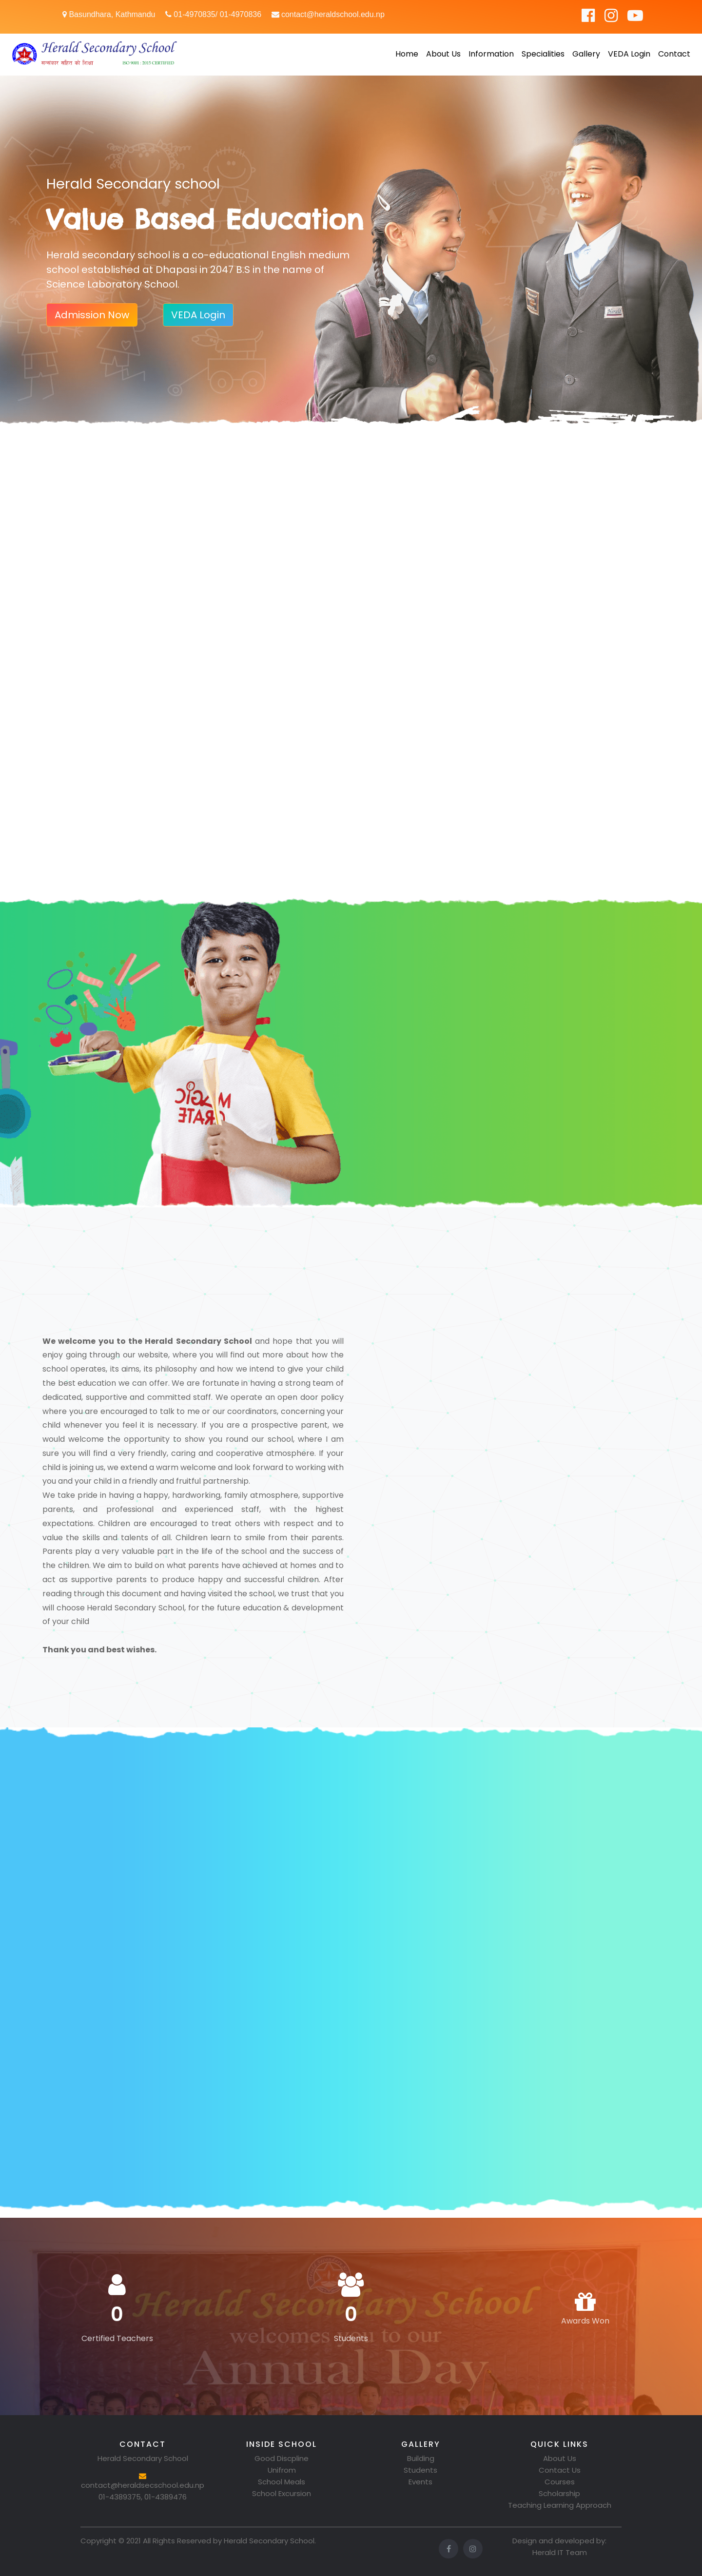 Basundhara, Kathmandu 01-4970835/ 01-4970836 contact@heraldschool.edu.np
Herald Secondary School
ISO 9001 : 2015 CERTIFIED
Home About Us Information Specialities Gallery VEDA Login Contact
Herald Secondary school
Value Based Education
Herald secondary school is a co-educational English medium
school established at Dhapasi in 2047 B.S in the name of
Science Laboratory School.
Admission Now VEDA Login
MAGIC
We welcome you to the Herald Secondary School and hope that you will
enjoy going through our website, where you will find out more about how the
school operates, its aims, its philosophy and how we intend to give your child
the best education we can offer. We are fortunate in having a strong team of
dedicated, supportive and committed staff. We operate an open door policy
where you are encouraged to talk to me or our coordinators, concerning your
child whenever you feel it is necessary. If you are a prospective parent, we
would welcome the opportunity to show you round our school, where I am
sure you will find a very friendly, caring and cooperative atmosphere. If your
child is joining us, we extend a warm welcome and look forward to working with
you and your child in a friendly and fruitful partnership.
We take pride in having a happy, hardworking, family atmosphere, supportive
parents, and professional and experienced staff, with the highest
expectations. Children are encouraged to treat others with respect and to
value the skills and talents of all. Children learn to smile from their parents.
Parents play a very valuable part in the life of the school and the success of
the children. We aim to build on what parents have achieved at homes and to
act as supportive parents to produce happy and successful children. After
reading through this document and having visited the school, we trust that you
will choose Herald Secondary School, for the future education & development
of your child
Thank you and best wishes.
Herald Secondary School
welcomes you to our
Annual Day
0
Certified Teachers
0
Students
Awards Won
CONTACT
Herald Secondary School
contact@heraldsecschool.edu.np
01-4389375, 01-4389476
INSIDE SCHOOL
Good Discpline
Unifrom
School Meals
School Excursion
GALLERY
Building
Students
Events
QUICK LINKS
About Us
Contact Us
Courses
Scholarship
Teaching Learning Approach
Copyright © 2021 All Rights Reserved by Herald Secondary School.
Design and developed by:
Herald IT Team